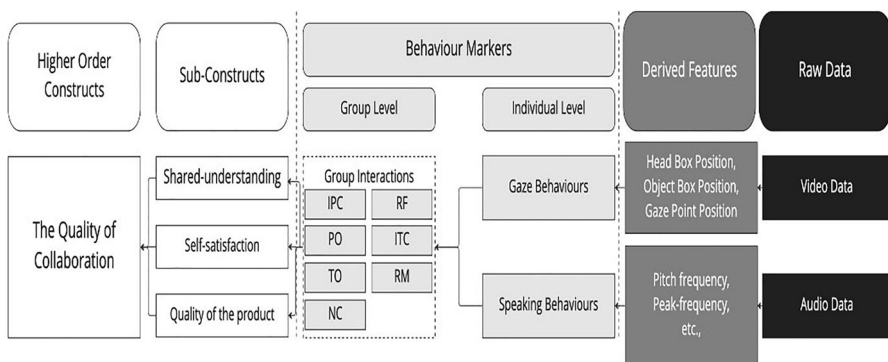 Higher Order
Constructs
Sub-Constructs
Behaviour Markers
Group Level
Individual Level
Derived Features
Raw Data
The Quality of
Collaboration
Shared-understanding
Self-satisfaction
Quality of the product
Group Interactions
IPC
RF
PO
ITC
TO
RM
NC
Gaze Behaviours
Speaking Behaviours
Head Box Position,
Object Box Position,
Gaze Point Position
Pitch frequency,
Peak-frequency,
etc.,
Video Data
Audio Data